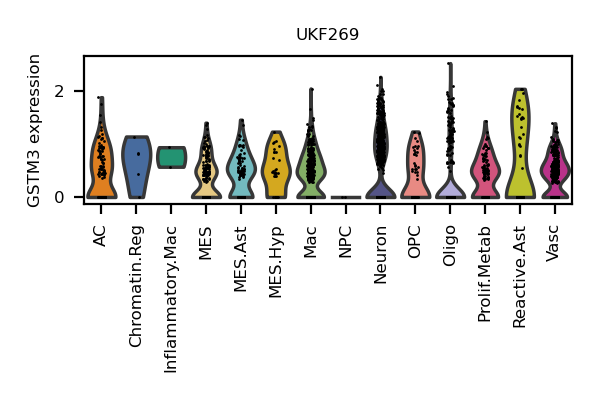 UKF269
GSTM3 expression
2
0
AC
Chromatin.Reg
Inflammatory.Mac
MES
MES.Ast
MES.Hyp
Mac
NPC
Neuron
OPC
Oligo
Prolif.Metab
Reactive.Ast
Vasc